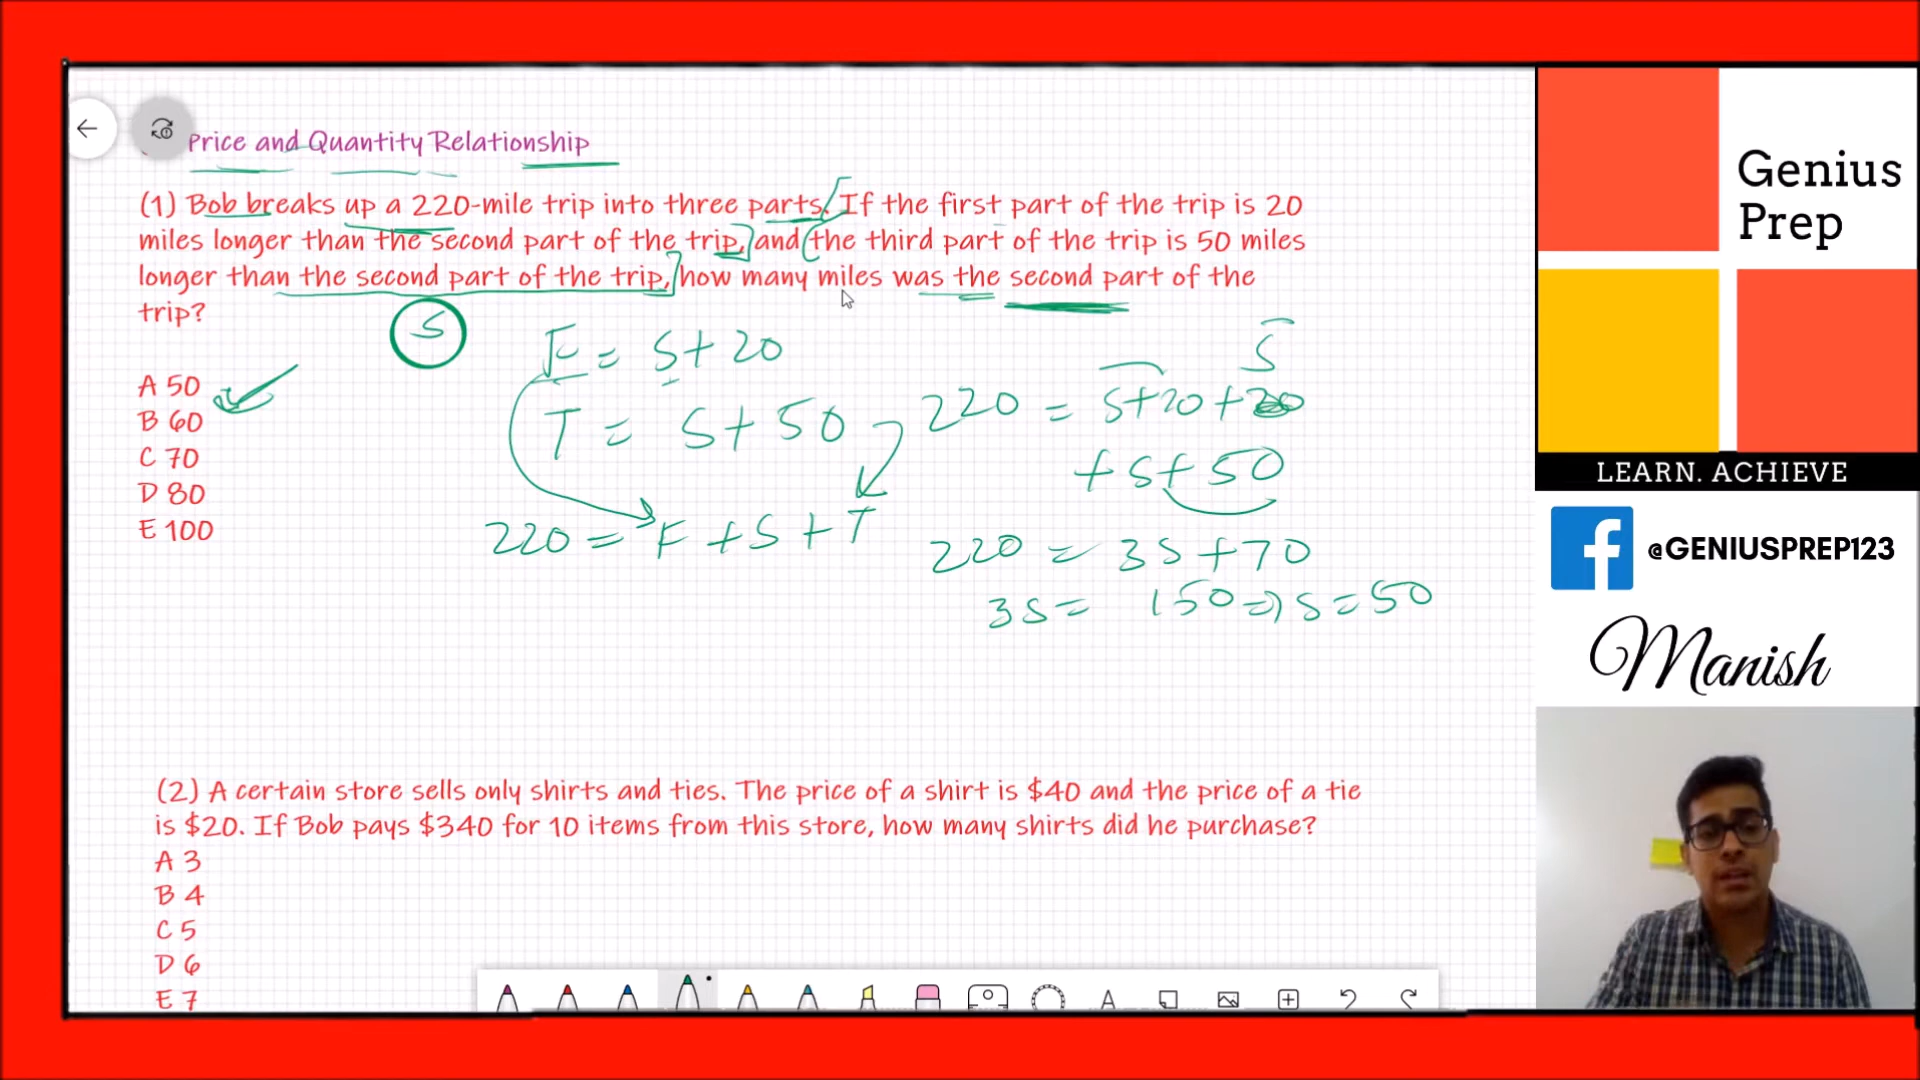 Price and Quantity Relationship
(1) Bob breaks up a 220-mile trip into three parts. If the first part of the trip is 20
miles longer than the second part of the trip, and the third part of the trip is 50 miles
longer than the second part of the trip, how many miles was the second part of the
trip?
S
A 50
B 60
C 70
D 80
E 100
F = S+20
T = S+50
220 = F + S + T
S
220 = S+20+
+ S+50
220 = 3S+70
3S = 150 => S = 50
(2) A certain store sells only shirts and ties. The price of a shirt is $40 and the price of a tie
is $20. If Bob pays $340 for 10 items from this store, how many shirts did he purchase?
A 3
B 4
C 5
D 6
E 7
Genius
Prep
LEARN. ACHIEVE
f @GENIUSPREP123
Manish